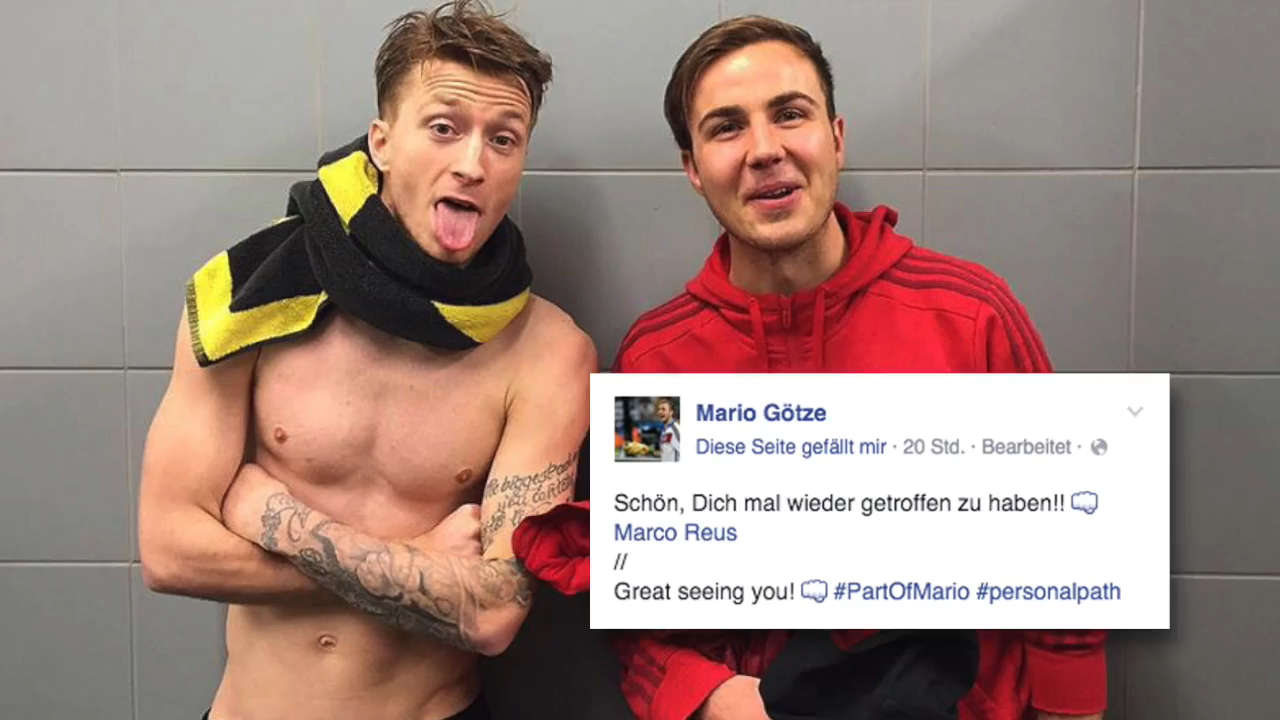 Mario Götze
Diese Seite gefällt mir · 20 Std. · Bearbeitet ·
Schön, Dich mal wieder getroffen zu haben!!
Marco Reus
//
Great seeing you! #PartOfMario #personalpath